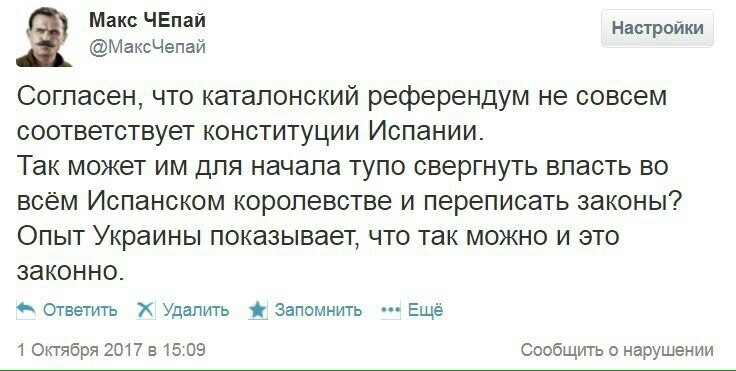 Макс ЧЕпай
@МаксЧепай
Настройки
Согласен, что каталонский референдум не совсем
соответствует конституции Испании.
Так может им для начала тупо свергнуть власть во
всём Испанском королевстве и переписать законы?
Опыт Украины показывает, что так можно и это
законно.
Ответить Удалить Запомнить Ещё
1 Октября 2017 в 15:09
Сообщить о нарушении